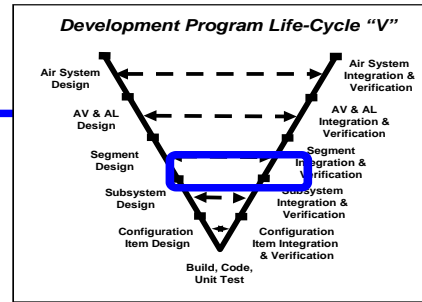 Development Program Life-Cycle “V”
Air System
Design
AV & AL
Design
Segment
Design
Subsystem
Design
Configuration
Item Design
Build, Code,
Unit Test
Air System
Integration &
Verification
AV & AL
Integration &
Verification
Segment
Integration &
Verification
Subsystem
Integration &
Verification
Configuration
Item Integration
& Verification